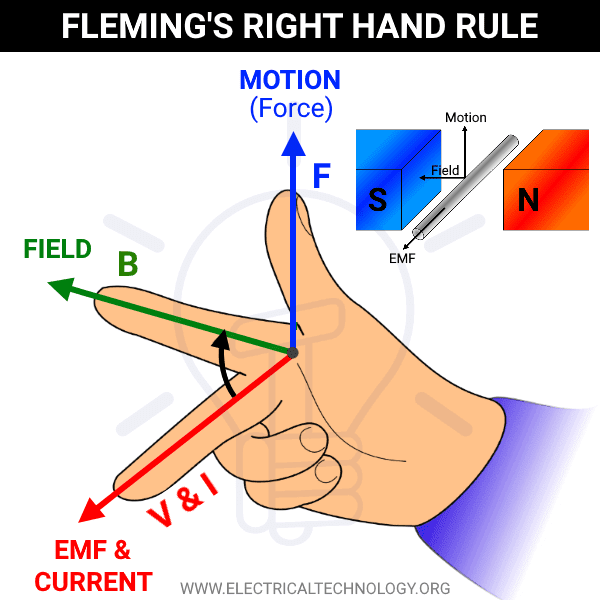 FLEMING'S RIGHT HAND RULE
MOTION
(Force)
F
Motion
Field
S
N
EMF
FIELD
B
V & I
EMF &
CURRENT
WWW.ELECTRICALTECHNOLOGY.ORG